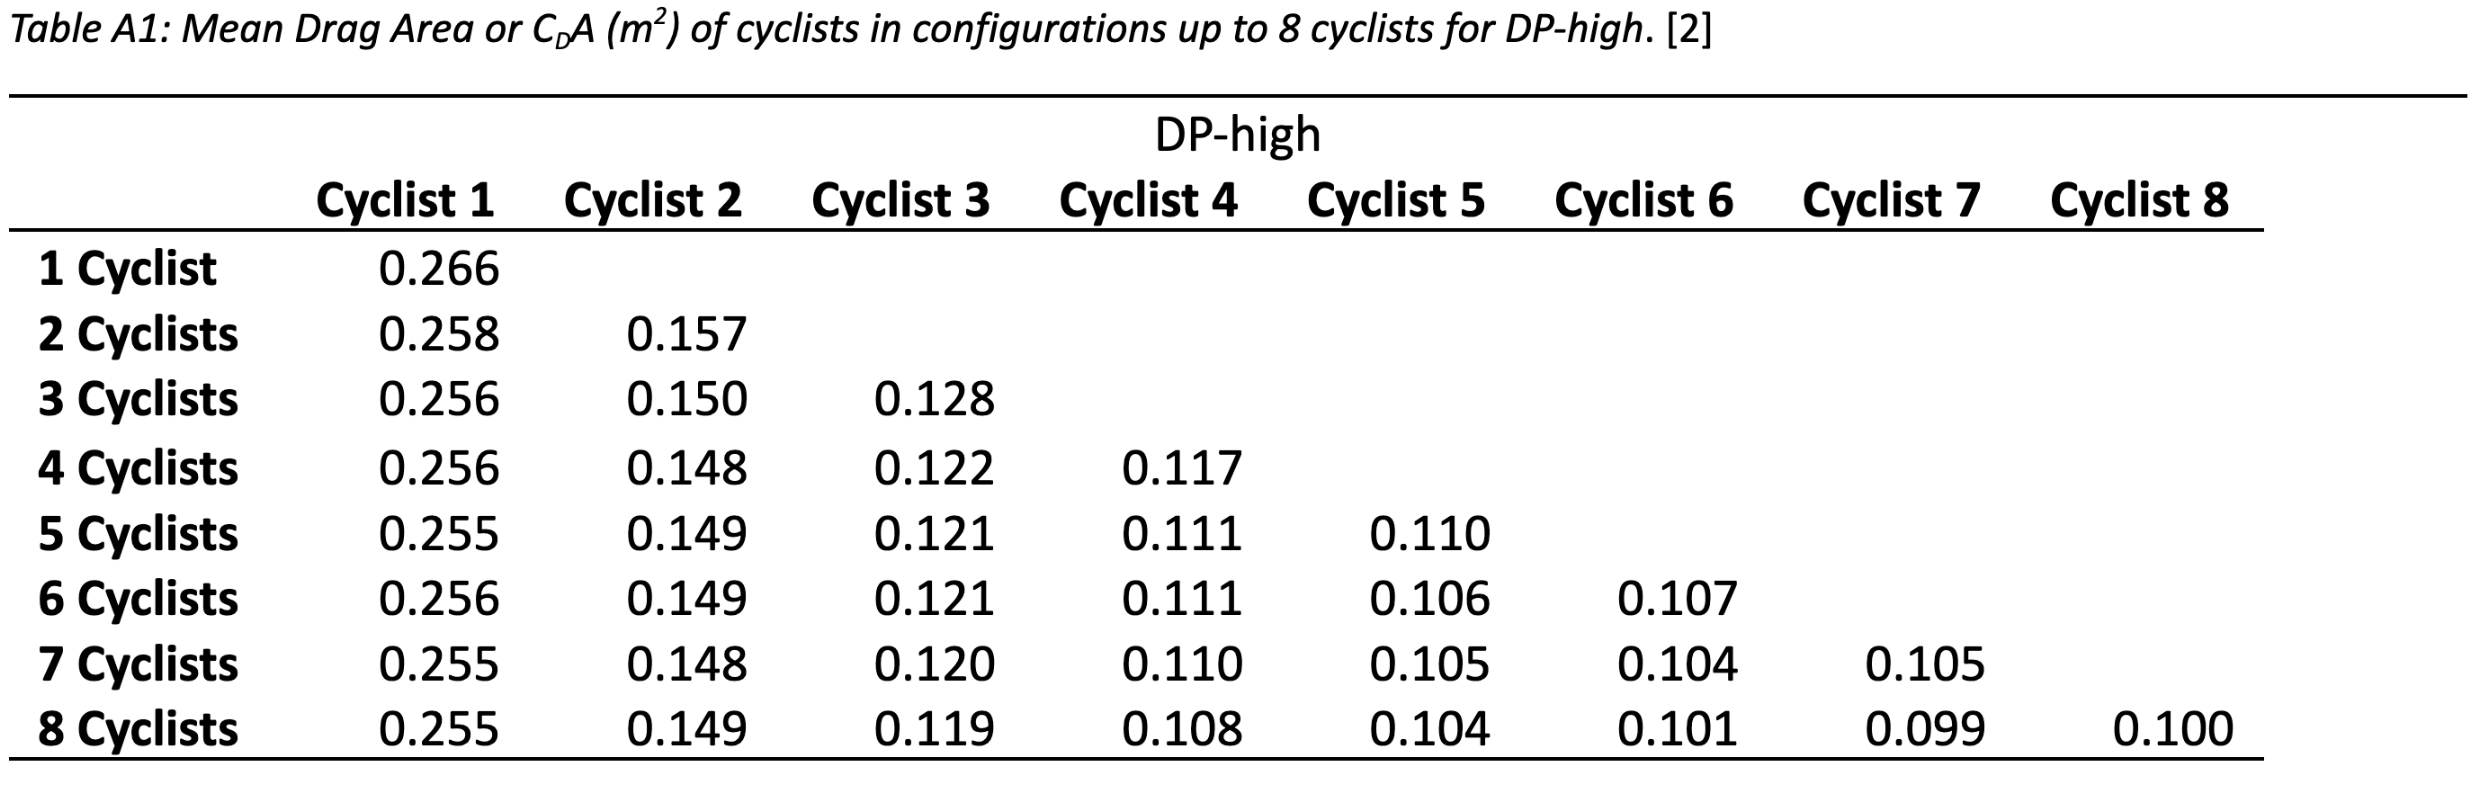 Table A1: Mean Drag Area or CDA (m²) of cyclists in configurations up to 8 cyclists for DP-high. [2]
DP-high
Cyclist 1 Cyclist 2 Cyclist 3 Cyclist 4 Cyclist 5 Cyclist 6 Cyclist 7 Cyclist 8
1 Cyclist 0.266
2 Cyclists 0.258 0.157
3 Cyclists 0.256 0.150 0.128
4 Cyclists 0.256 0.148 0.122 0.117
5 Cyclists 0.255 0.149 0.121 0.111 0.110
6 Cyclists 0.256 0.149 0.121 0.111 0.106 0.107
7 Cyclists 0.255 0.148 0.120 0.110 0.105 0.104 0.105
8 Cyclists 0.255 0.149 0.119 0.108 0.104 0.101 0.099 0.100